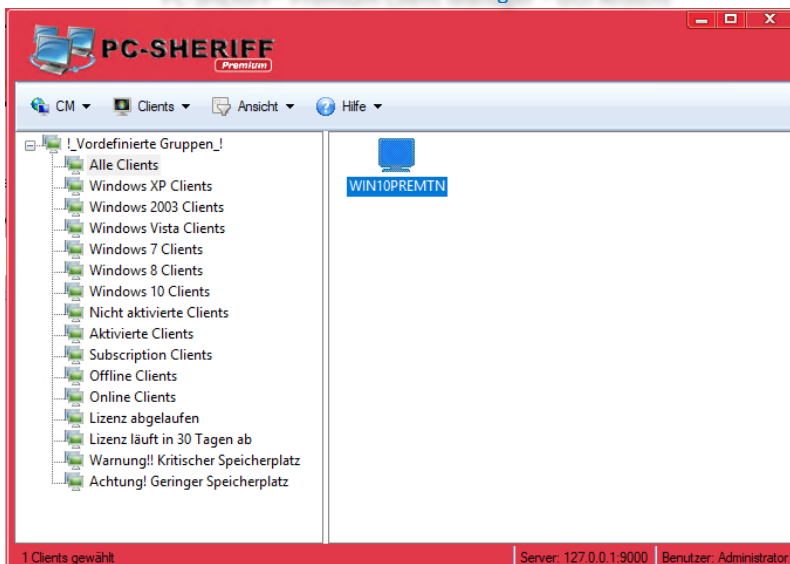 PC-SHERIFF
Premium
CM Clients Ansicht Hilfe
!_Vordefinierte Gruppen_!
Alle Clients
Windows XP Clients
Windows 2003 Clients
Windows Vista Clients
Windows 7 Clients
Windows 8 Clients
Windows 10 Clients
Nicht aktivierte Clients
Aktivierte Clients
Subscription Clients
Offline Clients
Online Clients
Lizenz abgelaufen
Lizenz läuft in 30 Tagen ab
Warnung!! Kritischer Speicherplatz
Achtung! Geringer Speicherplatz
WIN10PREMTN
1 Clients gewählt
Server: 127.0.0.1:9000
Benutzer: Administrator